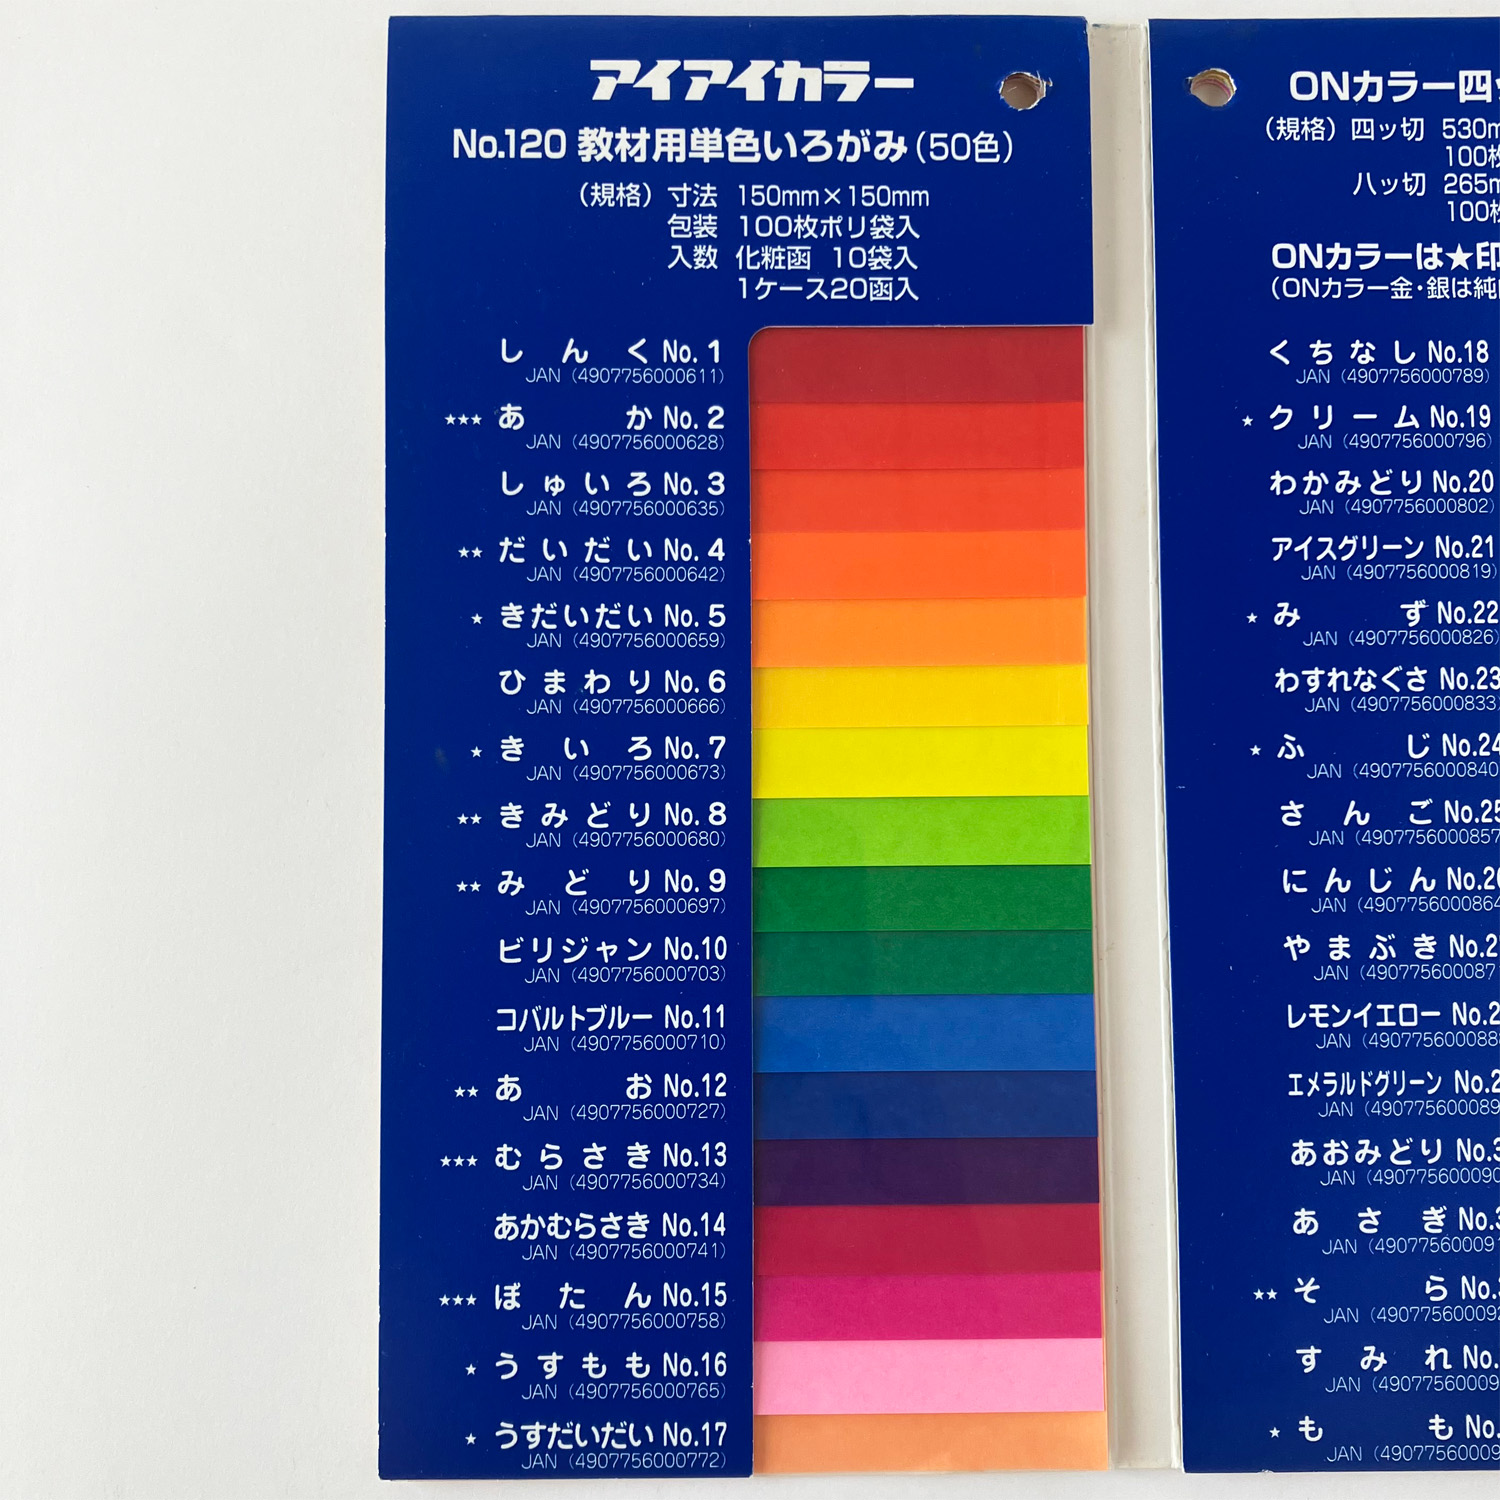 アイアイカラー
No.120 教材用単色いろがみ(50色)
(規格) 寸法 150mm×150mm
包装 100枚ポリ袋入
入数 化粧函 10袋入
1ケース20函入
しんく No. 1
JAN (4907756000611)
★★★ あか No. 2
JAN (4907756000628)
しゅいろ No. 3
JAN (4907756000635)
★★ だいだい No. 4
JAN (4907756000642)
★ きだいだい No. 5
JAN (4907756000659)
ひまわり No. 6
JAN (4907756000666)
★ きいろ No. 7
JAN (4907756000673)
★★ きみどり No. 8
JAN (4907756000680)
★★ みどり No. 9
JAN (4907756000697)
ビリジャン No.10
JAN (4907756000703)
コバルトブルー No.11
JAN (4907756000710)
★★ あお No.12
JAN (4907756000727)
★★★ むらさき No.13
JAN (4907756000734)
あかむらさき No.14
JAN (4907756000741)
★★★ ぼたん No.15
JAN (4907756000758)
★ うすもも No.16
JAN (4907756000765)
★ うすだいだい No.17
JAN (4907756000772)
ONカラー四
(規格) 四ッ切 530m
100枚
八ッ切 265m
100枚
ONカラーは★印
(ONカラー金・銀は純
くちなし No.18
JAN (4907756000789)
★ クリーム No.19
JAN (4907756000796)
わかみどり No.20
JAN (4907756000802)
アイスグリーン No.21
JAN (4907756000819)
★ みず No.22
JAN (4907756000826)
わすれなぐさ No.23
JAN (4907756000833)
★ ふじ No.24
JAN (4907756000840
さんご No.25
JAN (4907756000857
にんじん No.2
JAN (4907756000864
やまぶき No.2
JAN (490775600087
レモンイエロー No.2
JAN (490775600088
エメラルドグリーン No.2
JAN (490775600089
あおみどり No.3
JAN (490775600090
あさぎ No.3
JAN (490775600091
★★ そら No.
JAN (490775600092
すみれ No.
JAN (49077560009
★ もも No.
JAN (49077560009